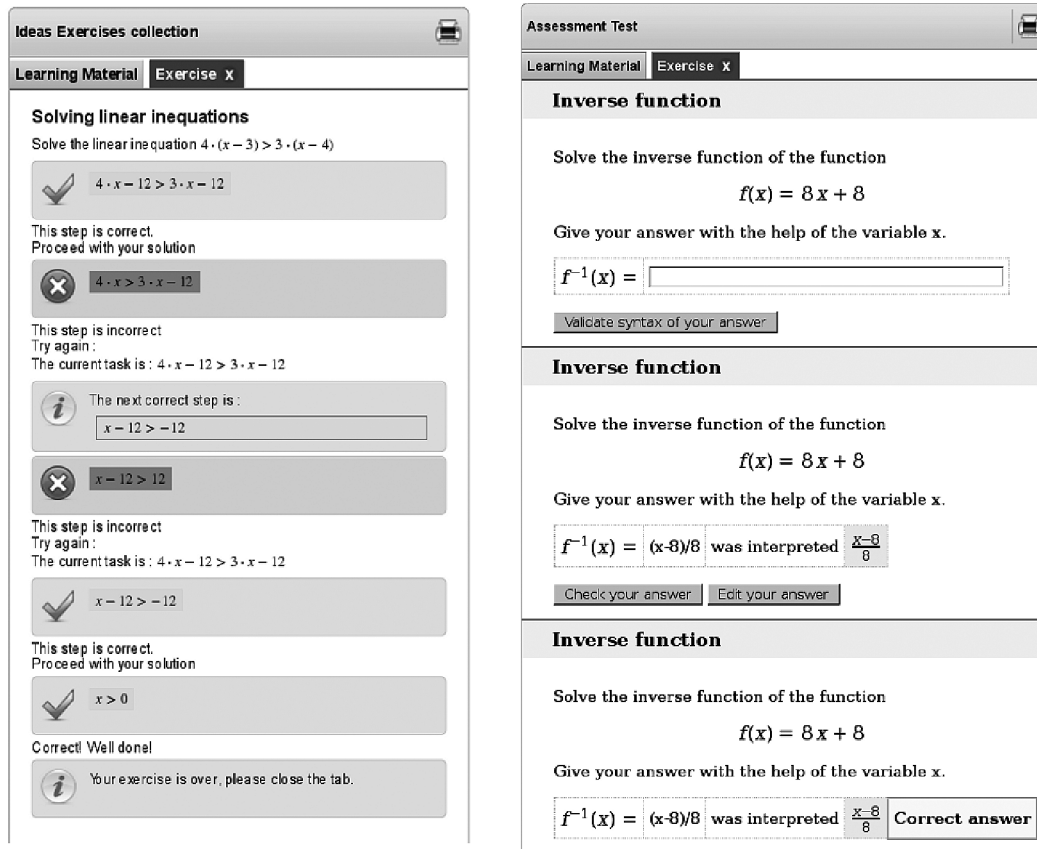 Ideas Exercises collection
Learning Material Exercise x
Solving linear inequations
Solve the linear inequation 4 · (x − 3) > 3 · (x − 4)
4 · x − 12 > 3 · x − 12
This step is correct.
Proceed with your solution
4 · x > 3 · x − 12
This step is incorrect
Try again :
The current task is : 4 · x − 12 > 3 · x − 12
The next correct step is :
x − 12 > −12
x − 12 > 12
This step is incorrect
Try again :
The current task is : 4 · x − 12 > 3 · x − 12
x − 12 > −12
This step is correct.
Proceed with your solution
x > 0
Correct! Well done!
Your exercise is over, please close the tab.
Assessment Test
Learning Material Exercise x
Inverse function
Solve the inverse function of the function
f(x) = 8x + 8
Give your answer with the help of the variable x.
f⁻¹(x) =
Validate syntax of your answer
Inverse function
Solve the inverse function of the function
f(x) = 8x + 8
Give your answer with the help of the variable x.
f⁻¹(x) = (x-8)/8 was interpreted x−8/8
Check your answer Edit your answer
Inverse function
Solve the inverse function of the function
f(x) = 8x + 8
Give your answer with the help of the variable x.
f⁻¹(x) = (x-8)/8 was interpreted x−8/8 Correct answer